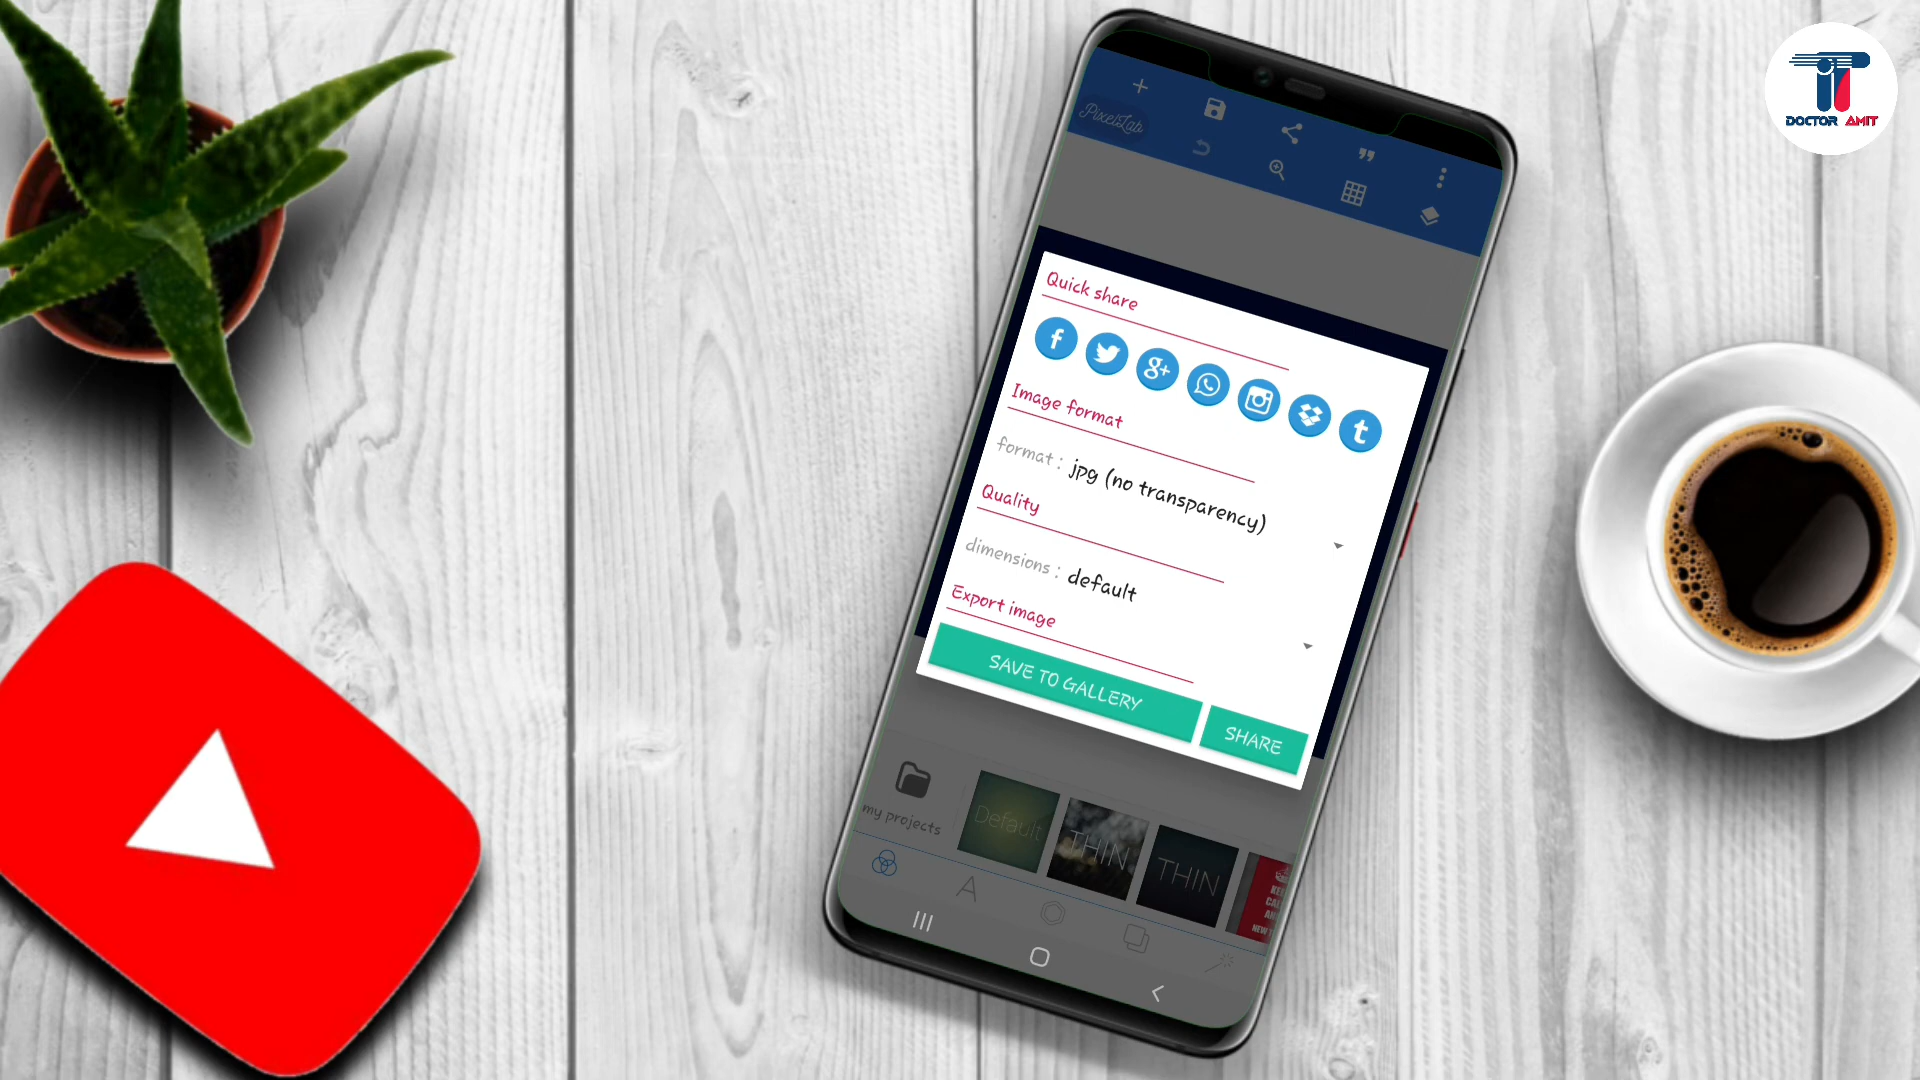 DOCTOR AMIT
PixelLab
Quick share
Image format
format : jpg (no transparency)
Quality
dimensions : default
Export image
SAVE TO GALLERY
SHARE
my projects
Default
THIN
THIN